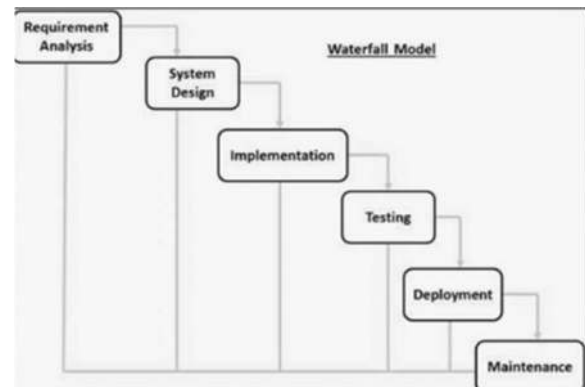 Requirement
Analysis
Waterfall Model
System
Design
Implementation
Testing
Deployment
Maintenance